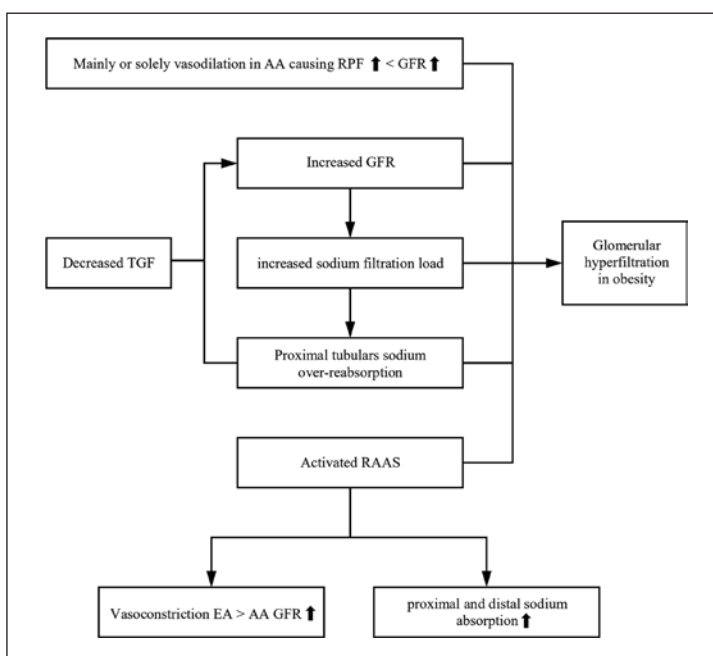 Mainly or solely vasodilation in AA causing RPF ⬆ < GFR ⬆
Increased GFR
Decreased TGF
increased sodium filtration load
Glomerular
hyperfiltration
in obesity
Proximal tubulars sodium
over-reabsorption
Activated RAAS
Vasoconstriction EA > AA GFR ⬆
proximal and distal sodium
absorption ⬆